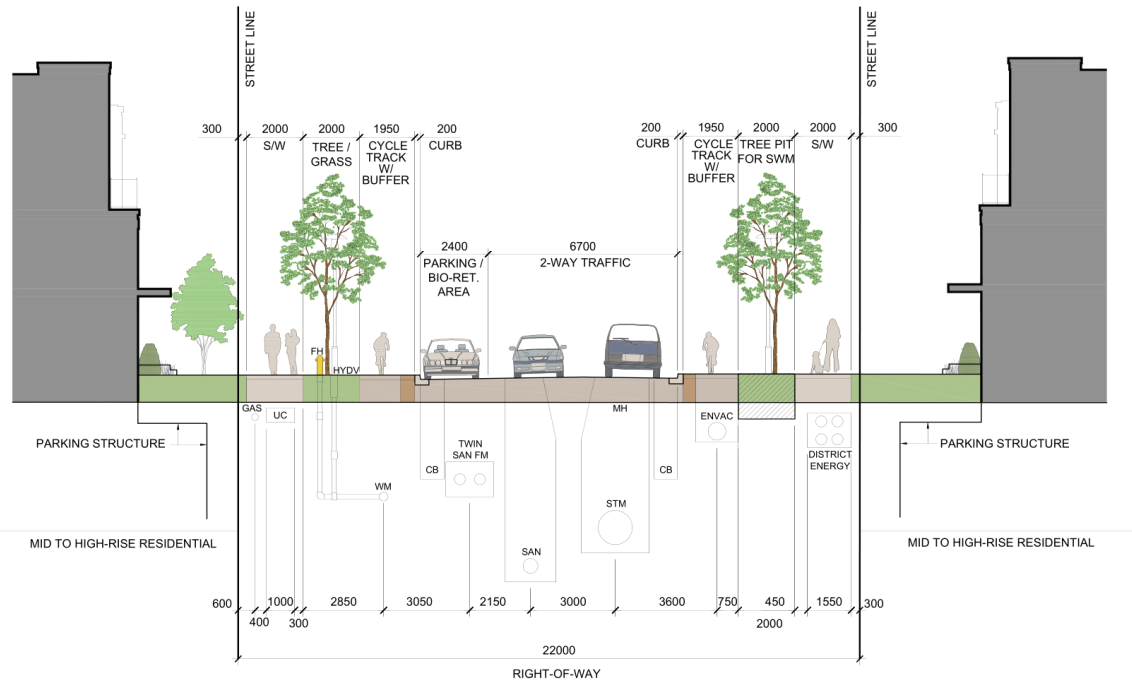 STREET LINE
STREET LINE
300 2000 2000 1950 200 200 1950 2000 2000 300
S/W TREE / GRASS CYCLE TRACK W/ BUFFER CURB CURB CYCLE TRACK W/ BUFFER TREE PIT FOR SWM S/W
2400 6700
PARKING / BIO-RET. AREA 2-WAY TRAFFIC
FH
HYDV
GAS UC MH ENVAC
PARKING STRUCTURE TWIN SAN FM DISTRICT ENERGY PARKING STRUCTURE
CB CB
WM STM
MID TO HIGH-RISE RESIDENTIAL SAN MID TO HIGH-RISE RESIDENTIAL
600 1000 2850 3050 2150 3000 3600 750 450 1550 300
400 300 2000
22000
RIGHT-OF-WAY